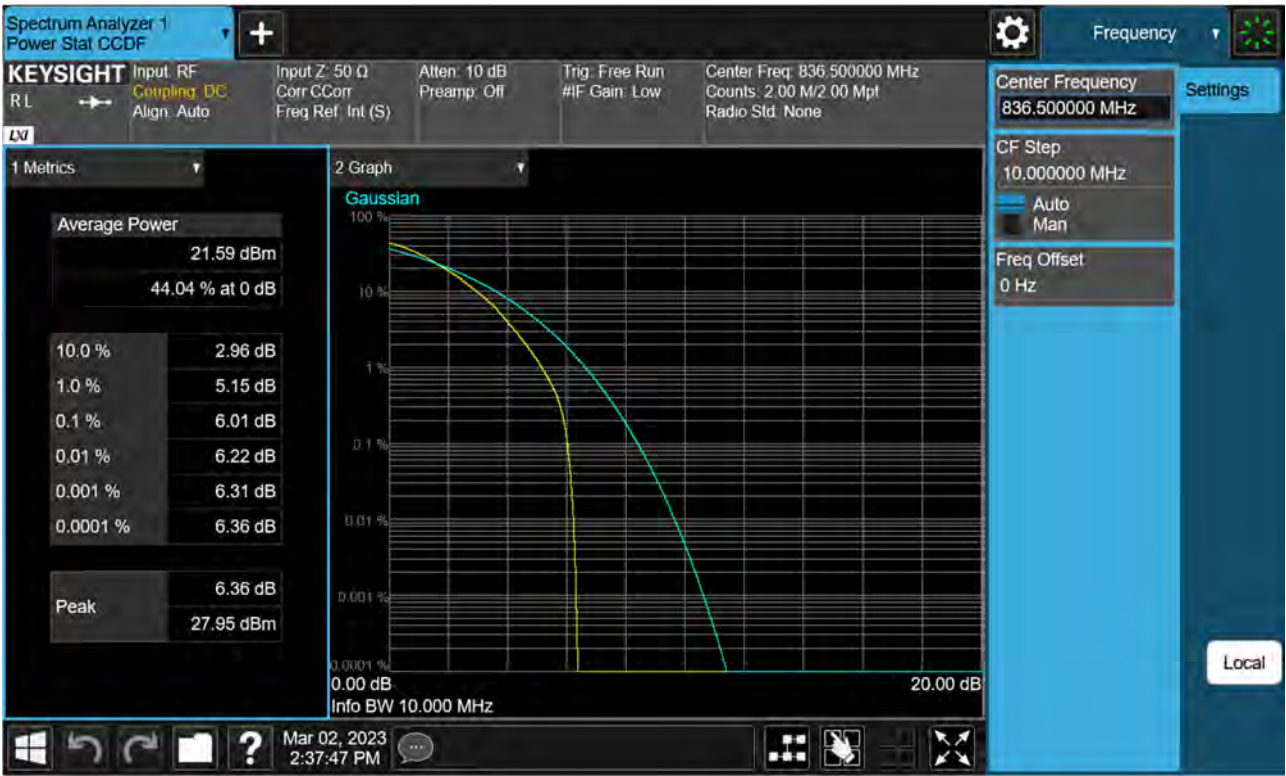 Spectrum Analyzer 1
Power Stat CCDF
+
Frequency
KEYSIGHT
R L
LXI
Input: RF
Coupling: DC
Align: Auto
Input Z: 50 Ω
Corr CCorr
Freq Ref: Int (S)
Atten: 10 dB
Preamp: Off
Trig: Free Run
#IF Gain: Low
Center Freq: 836.500000 MHz
Counts: 2.00 M/2.00 Mpt
Radio Std: None
Center Frequency
836.500000 MHz
Settings
CF Step
10.000000 MHz
Auto
Man
Freq Offset
0 Hz
Local
1 Metrics
Average Power
21.59 dBm
44.04 % at 0 dB
10.0 % 2.96 dB
1.0 % 5.15 dB
0.1 % 6.01 dB
0.01 % 6.22 dB
0.001 % 6.31 dB
0.0001 % 6.36 dB
Peak
6.36 dB
27.95 dBm
2 Graph
Gaussian
100 %
10 %
1 %
0.1 %
0.01 %
0.001 %
0.0001 %
0.00 dB 20.00 dB
Info BW 10.000 MHz
?
Mar 02, 2023
2:37:47 PM